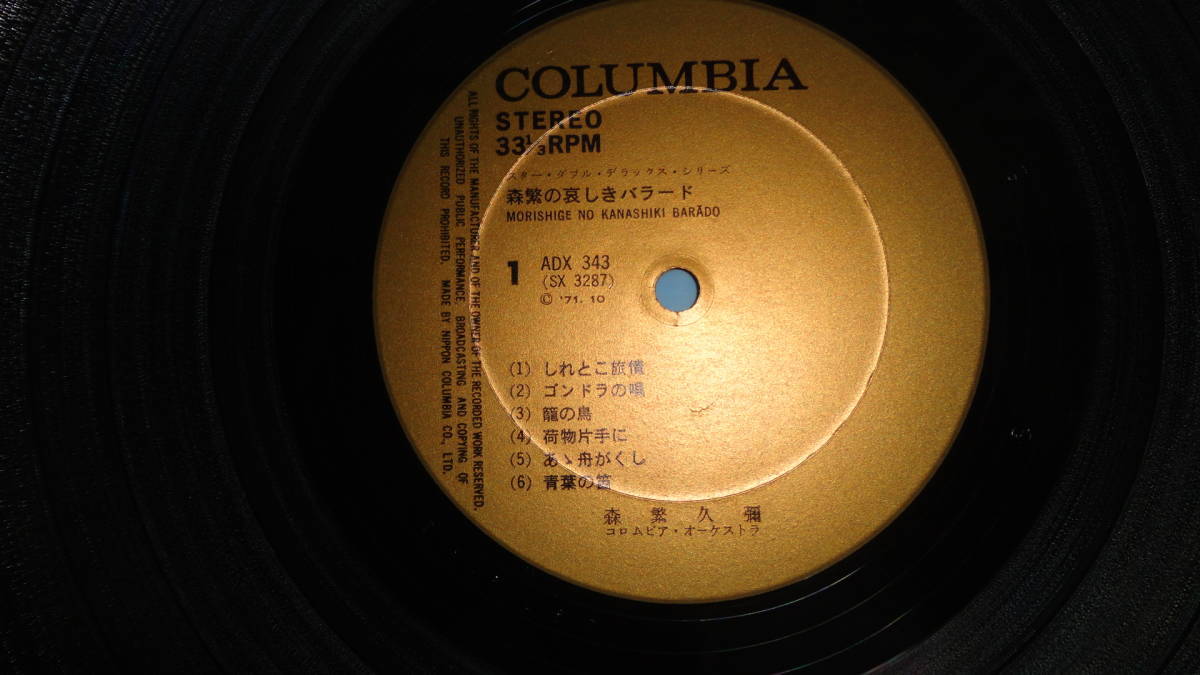 COLUMBIA
STEREO
33⅓RPM
スター・ダブル・デラックス・シリーズ
森繁の哀しきバラード
MORISHIGE NO KANASHIKI BARĀDO
1
ADX 343
(SX 3287)
© '71. 10
(1) しれとこ旅情
(2) ゴンドラの唄
(3) 籠の鳥
(4) 荷物片手に
(5) あゝ舟がくし
(6) 青葉の笛
森繁久彌
コロムビア・オーケストラ
ALL RIGHTS OF THE MANUFACTURER AND OF THE OWNER OF THE RECORDED WORK RESERVED.
UNAUTHORIZED PUBLIC PERFORMANCE, BROADCASTING AND COPYING OF
THIS RECORD PROHIBITED. MADE BY NIPPON COLUMBIA CO., LTD.